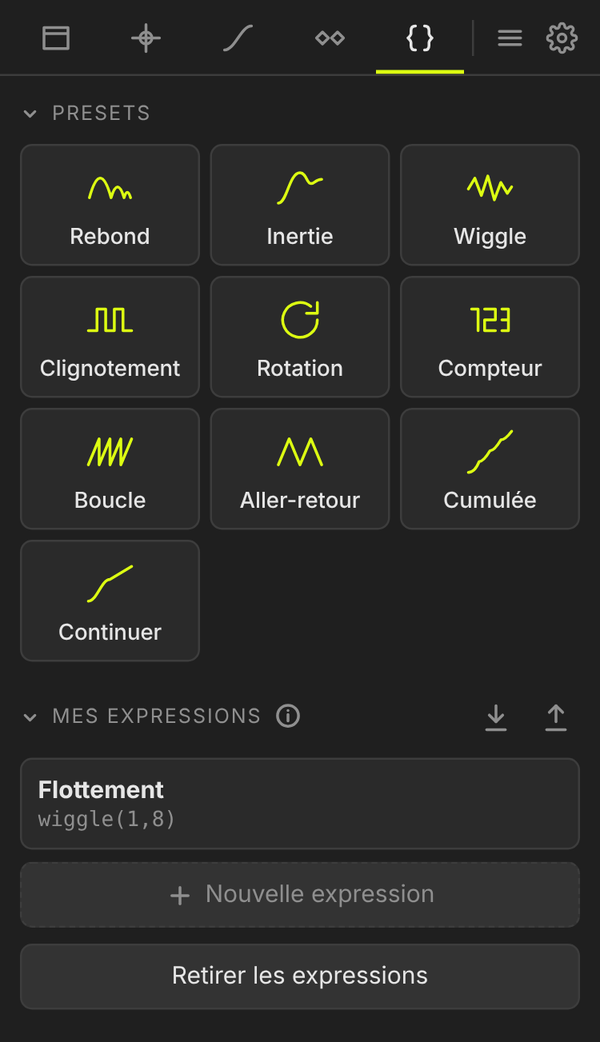 {}
PRESETS
Rebond
Inertie
Wiggle
Clignotement
Rotation
123
Compteur
Boucle
Aller-retour
Cumulée
Continuer
MES EXPRESSIONS
Flottement
wiggle(1,8)
+ Nouvelle expression
Retirer les expressions